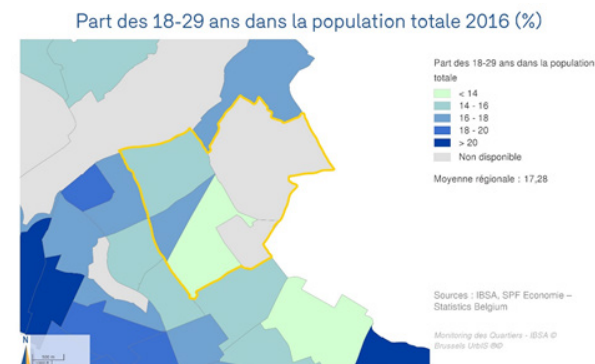 Part des 18-29 ans dans la population totale 2016 (%)
Part des 18-29 ans dans la population
totale
< 14
14 - 16
16 - 18
18 - 20
> 20
Non disponible
Moyenne régionale : 17,28
Sources : IBSA, SPF Economie –
Statistics Belgium
Monitoring des Quartiers - IBSA ©
Brussels UrbIS ®©
N